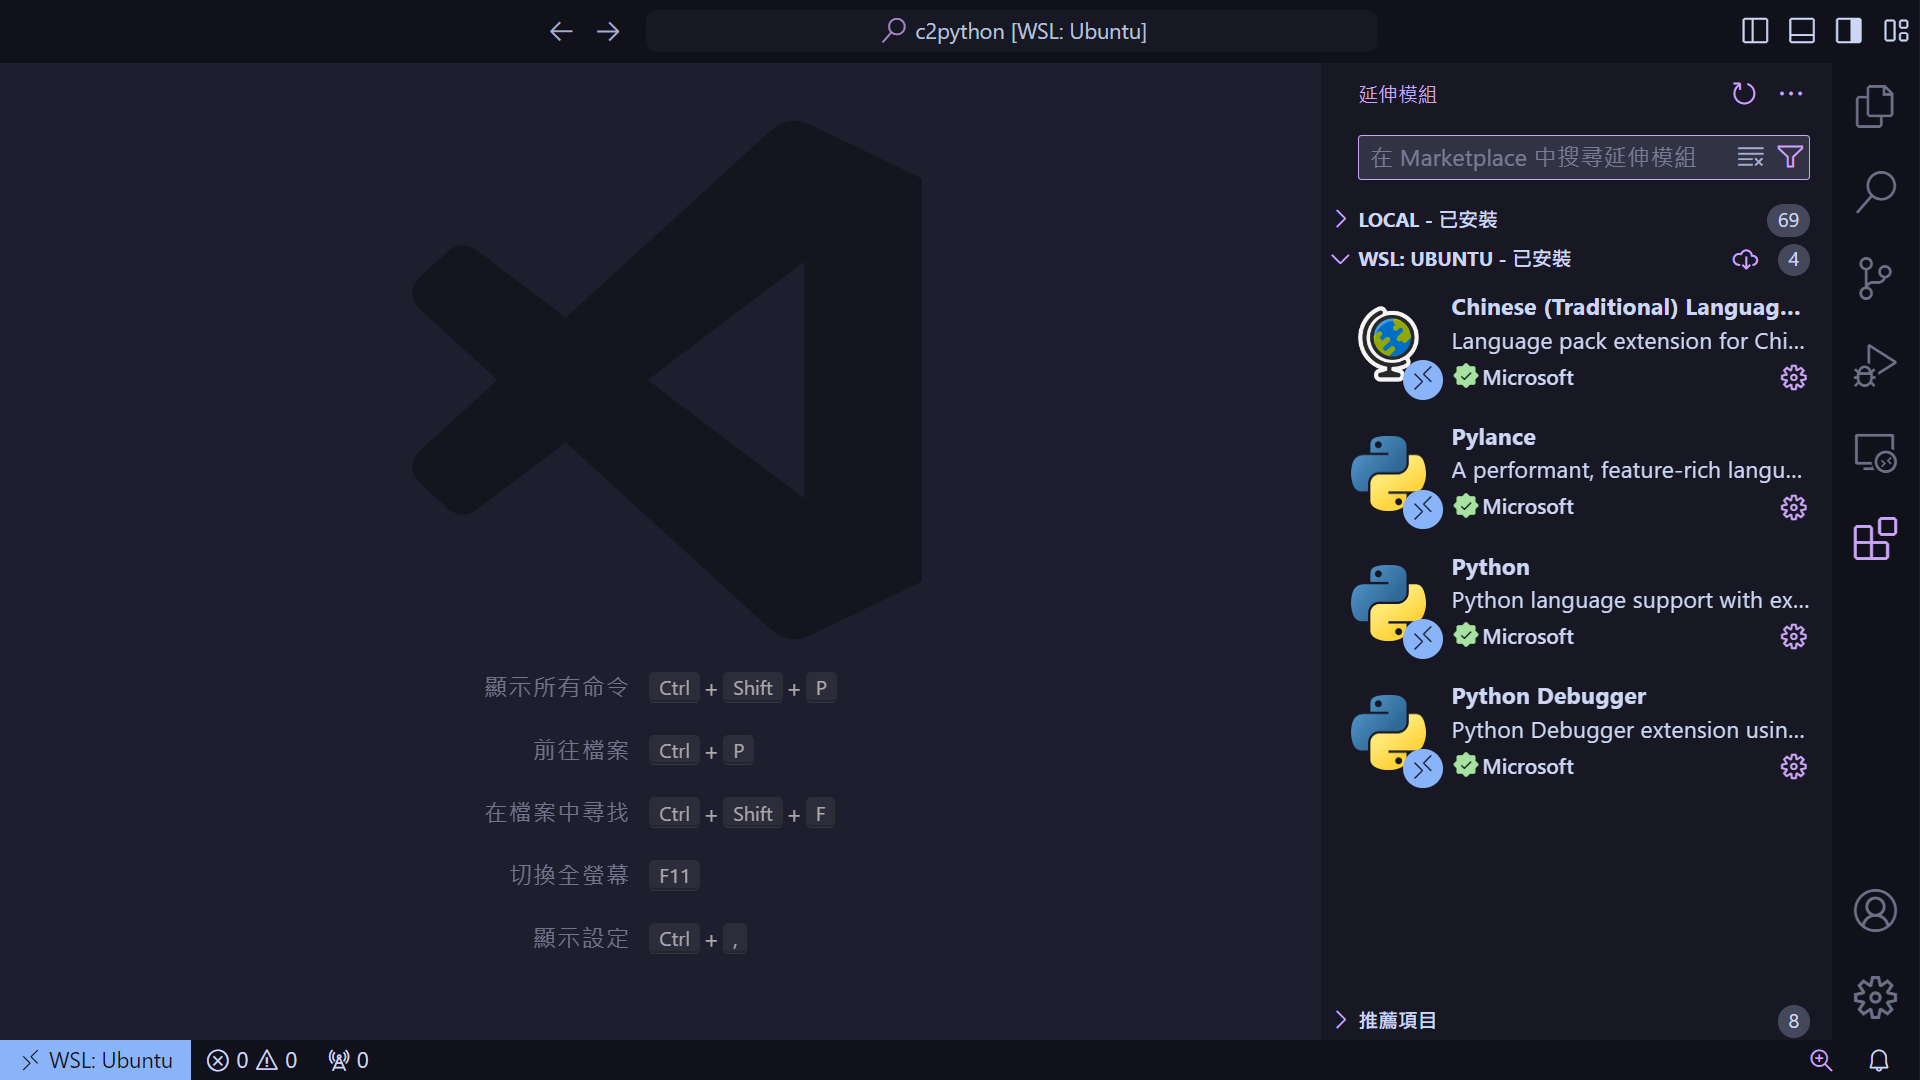 c2python [WSL: Ubuntu]
顯示所有命令 Ctrl + Shift + P
前往檔案 Ctrl + P
在檔案中尋找 Ctrl + Shift + F
切換全螢幕 F11
顯示設定 Ctrl + ,
延伸模組
在 Marketplace 中搜尋延伸模組
LOCAL - 已安裝 69
WSL: UBUNTU - 已安裝 4
Chinese (Traditional) Languag...
Language pack extension for Chi...
Microsoft
Pylance
A performant, feature-rich langu...
Microsoft
Python
Python language support with ex...
Microsoft
Python Debugger
Python Debugger extension usin...
Microsoft
推薦項目 8
WSL: Ubuntu 0 0 0